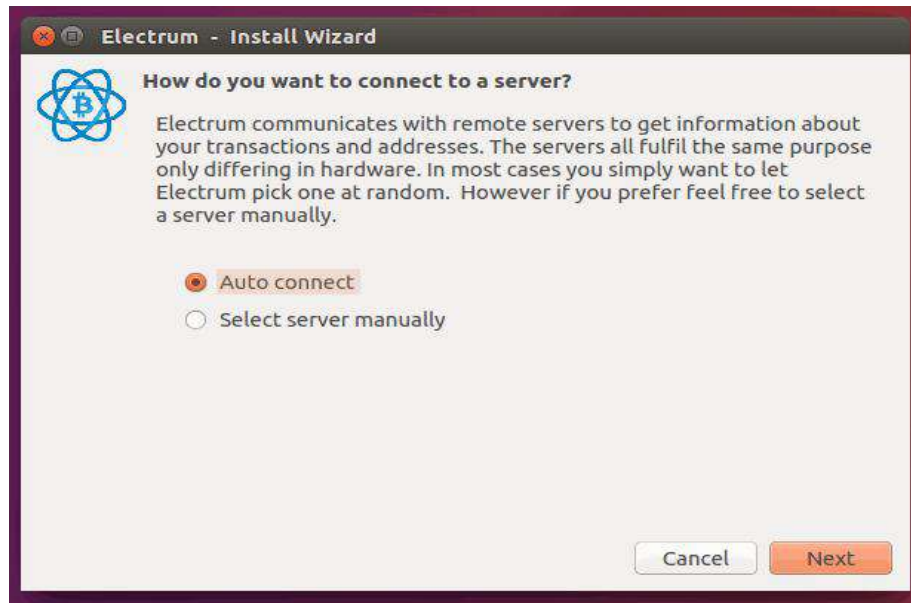 Electrum - Install Wizard
How do you want to connect to a server?
Electrum communicates with remote servers to get information about
your transactions and addresses. The servers all fulfil the same purpose
only differing in hardware. In most cases you simply want to let
Electrum pick one at random.  However if you prefer feel free to select
a server manually.
Auto connect
Select server manually
Cancel
Next